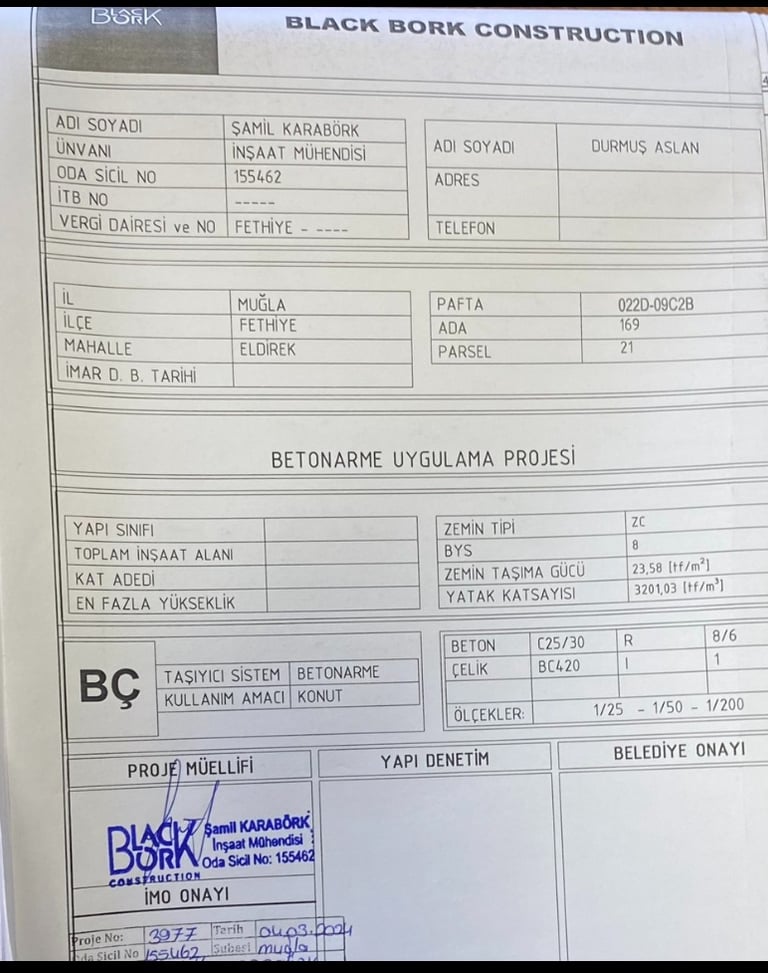 BLACK
BORK
BLACK BORK CONSTRUCTION
ADI SOYADI ŞAMİL KARABÖRK
ÜNVANI İNŞAAT MÜHENDİSİ
ODA SİCİL NO 155462
İTB NO -----
VERGİ DAİRESİ ve NO FETHİYE - ----
ADI SOYADI DURMUŞ ASLAN
ADRES
TELEFON
İL MUĞLA
İLÇE FETHİYE
MAHALLE ELDİREK
İMAR D. B. TARİHİ
PAFTA 022D-09C2B
ADA 169
PARSEL 21
BETONARME UYGULAMA PROJESİ
YAPI SINIFI
TOPLAM İNŞAAT ALANI
KAT ADEDİ
EN FAZLA YÜKSEKLİK
ZEMİN TİPİ ZC
BYS 8
ZEMİN TAŞIMA GÜCÜ 23,58 [tf/m²]
YATAK KATSAYISI 3201,03 [tf/m³]
BÇ
TAŞIYICI SİSTEM BETONARME
KULLANIM AMACI KONUT
BETON C25/30 R 8/6
ÇELİK BC420 I 1
ÖLÇEKLER: 1/25 - 1/50 - 1/200
PROJE MÜELLİFİ
YAPI DENETİM
BELEDİYE ONAYI
BLACK
BORK
CONSTRUCTION
Şamil KARABÖRK
İnşaat Mühendisi
Oda Sicil No: 155462
İMO ONAYI
Proje No: 3977 Tarih 04.03.2024
Oda Sicil No 155462 Şubesi muğla